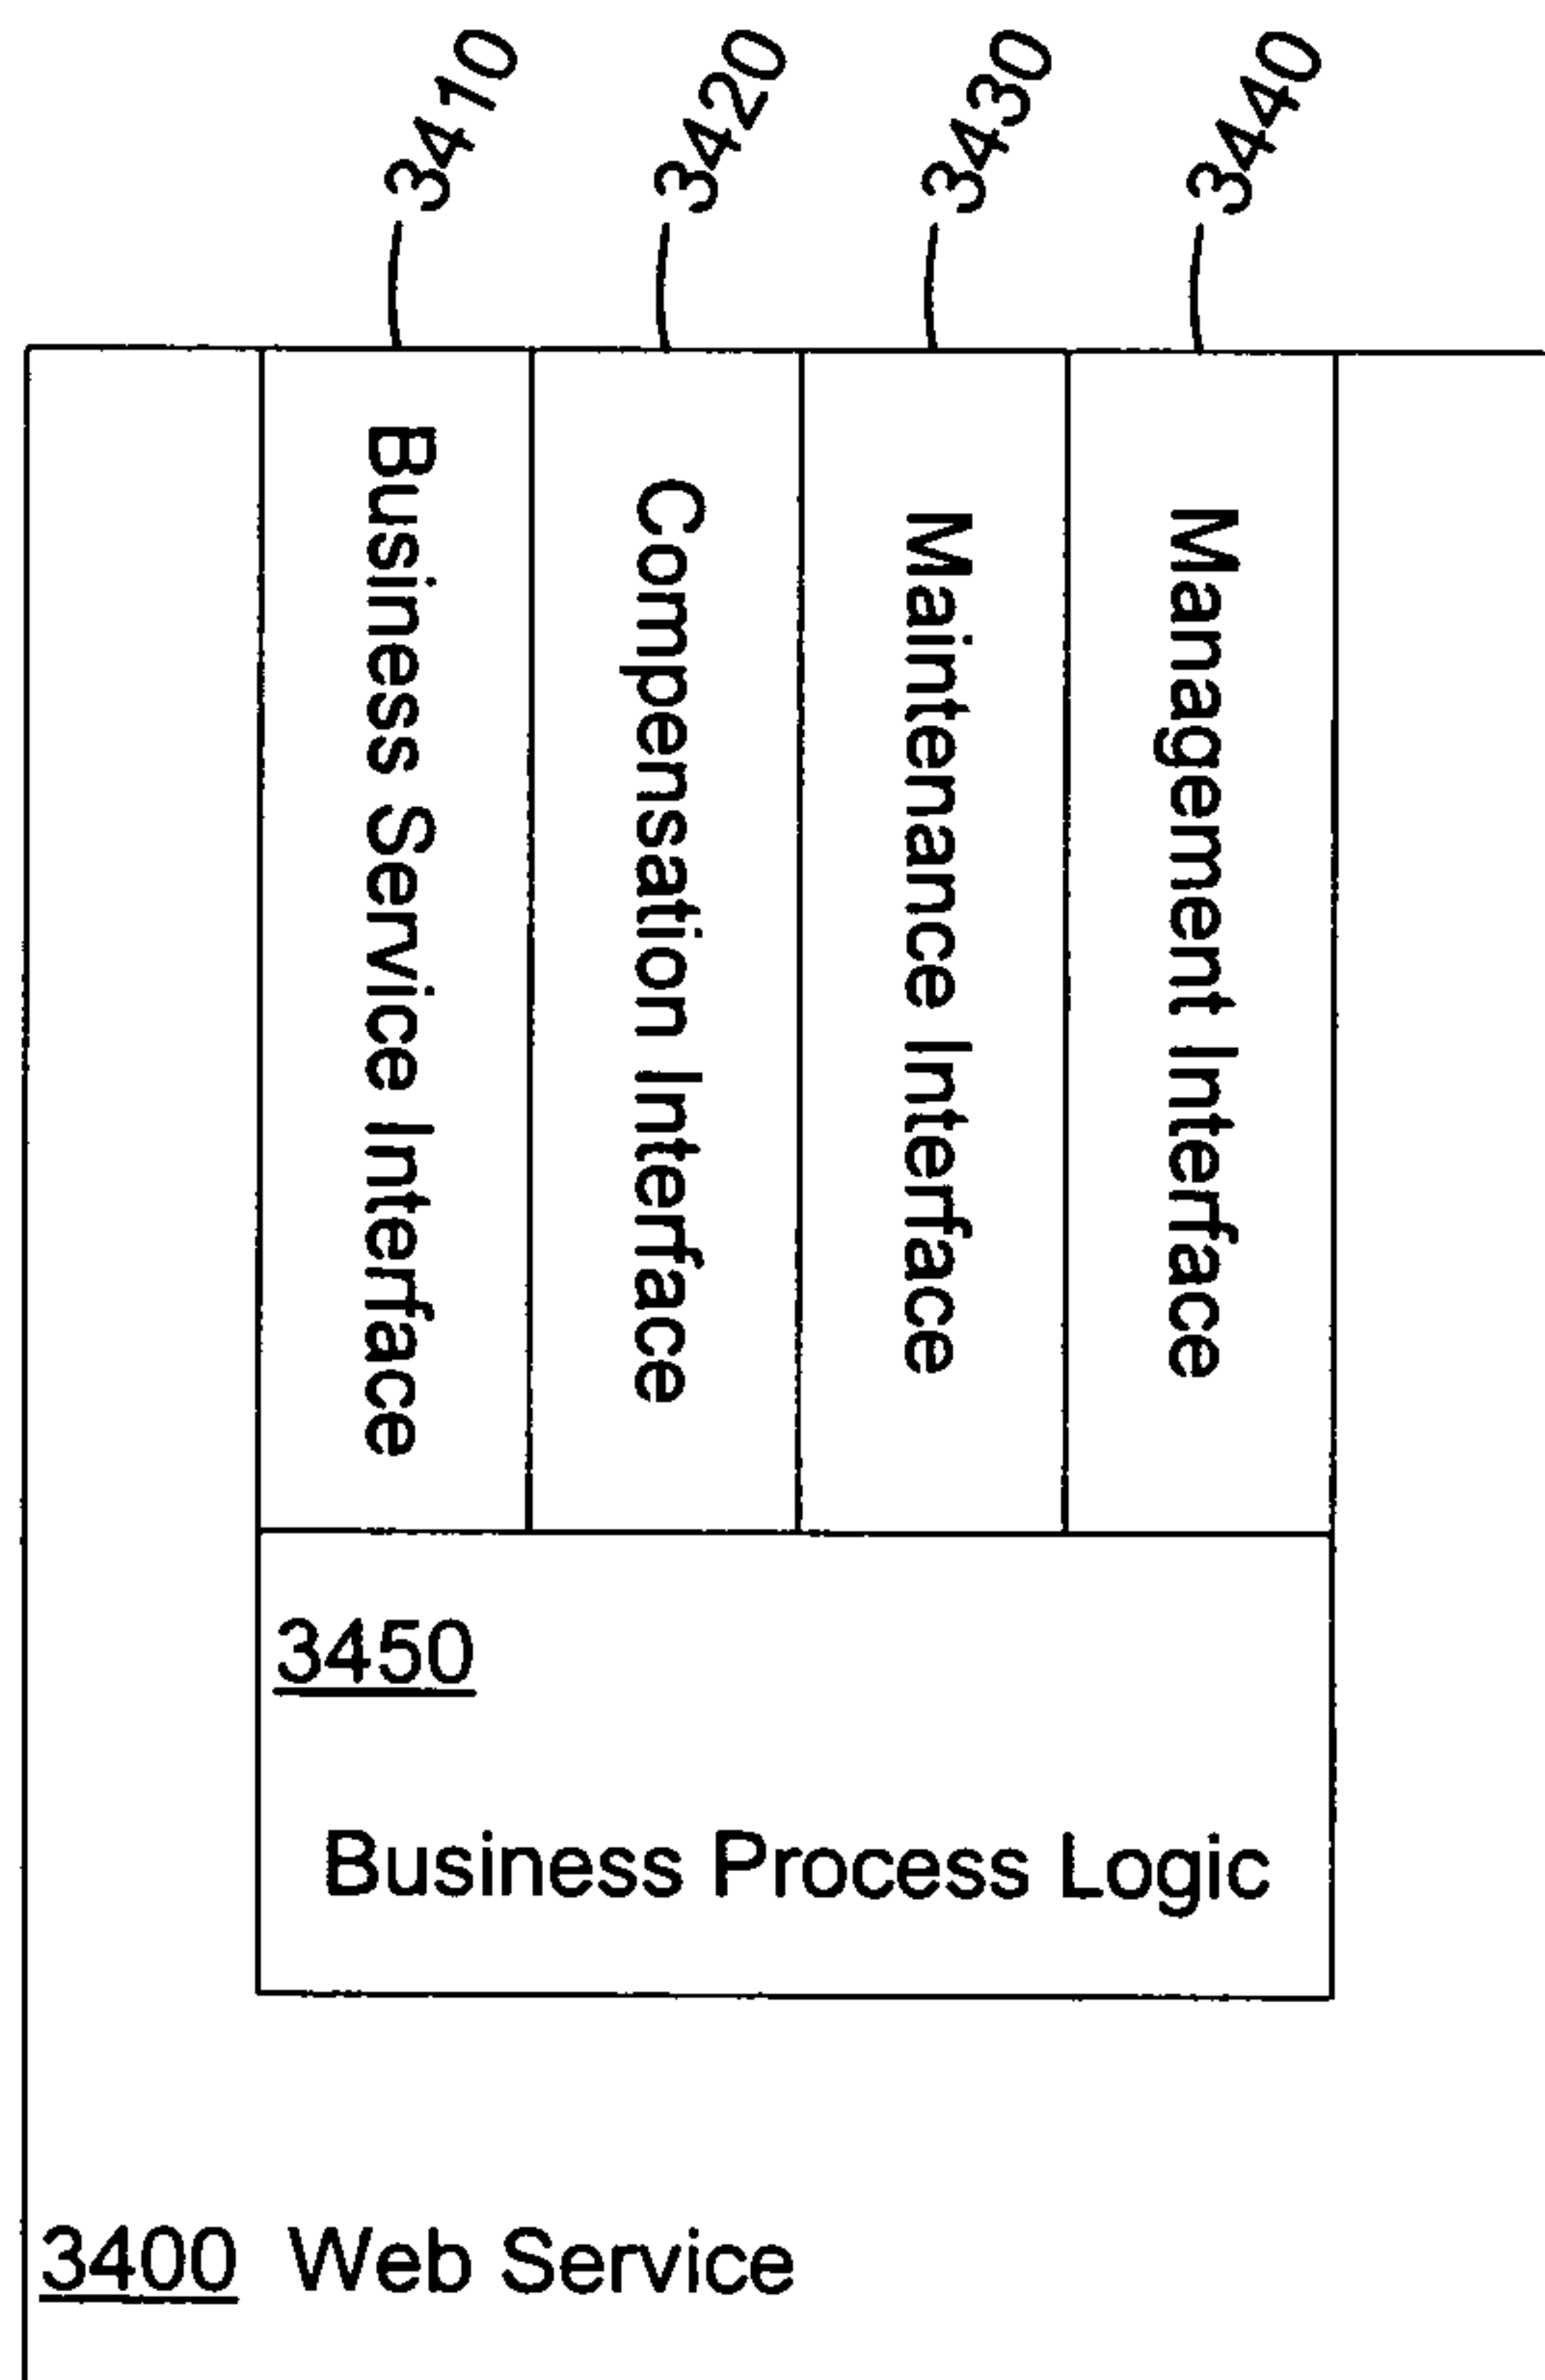 3410
3420
3430
3440
Business Service Interface
Compensation Interface
Maintenance Interface
Management Interface
3450
Business Process Logic
3400 Web Service